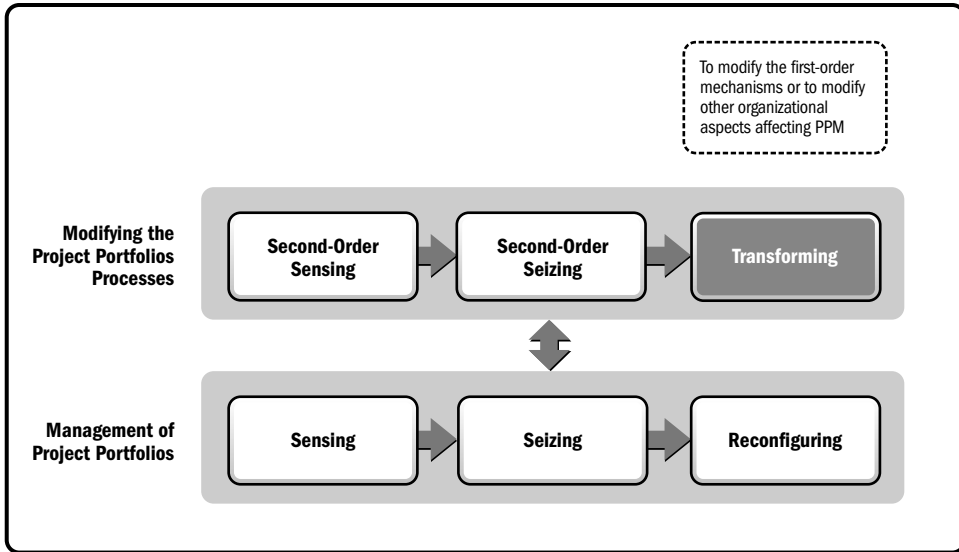 To modify the first-order
mechanisms or to modify
other organizational
aspects affecting PPM
Modifying the
Project Portfolios
Processes
Second-Order
Sensing
Second-Order
Seizing
Transforming
Management of
Project Portfolios
Sensing
Seizing
Reconfiguring